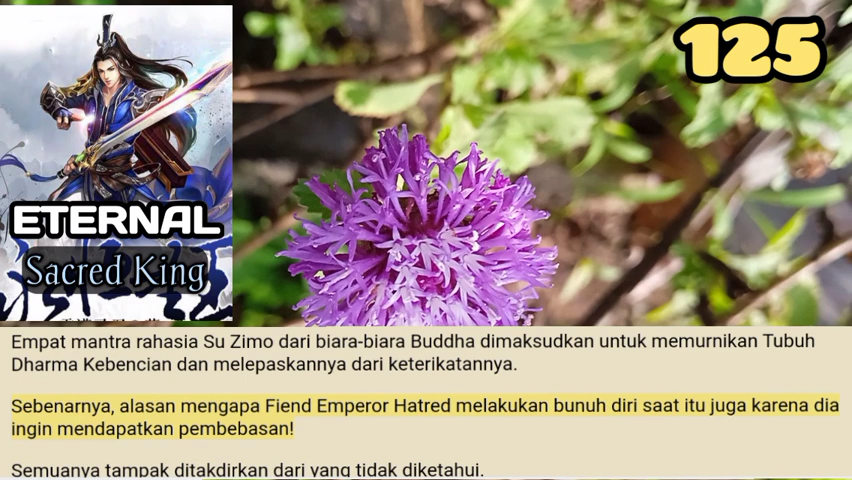 125
ETERNAL
Sacred King
Empat mantra rahasia Su Zimo dari biara-biara Buddha dimaksudkan untuk memurnikan Tubuh
Dharma Kebencian dan melepaskannya dari keterikatannya.
Sebenarnya, alasan mengapa Fiend Emperor Hatred melakukan bunuh diri saat itu juga karena dia
ingin mendapatkan pembebasan!
Semuanya tampak ditakdirkan dari yang tidak diketahui.